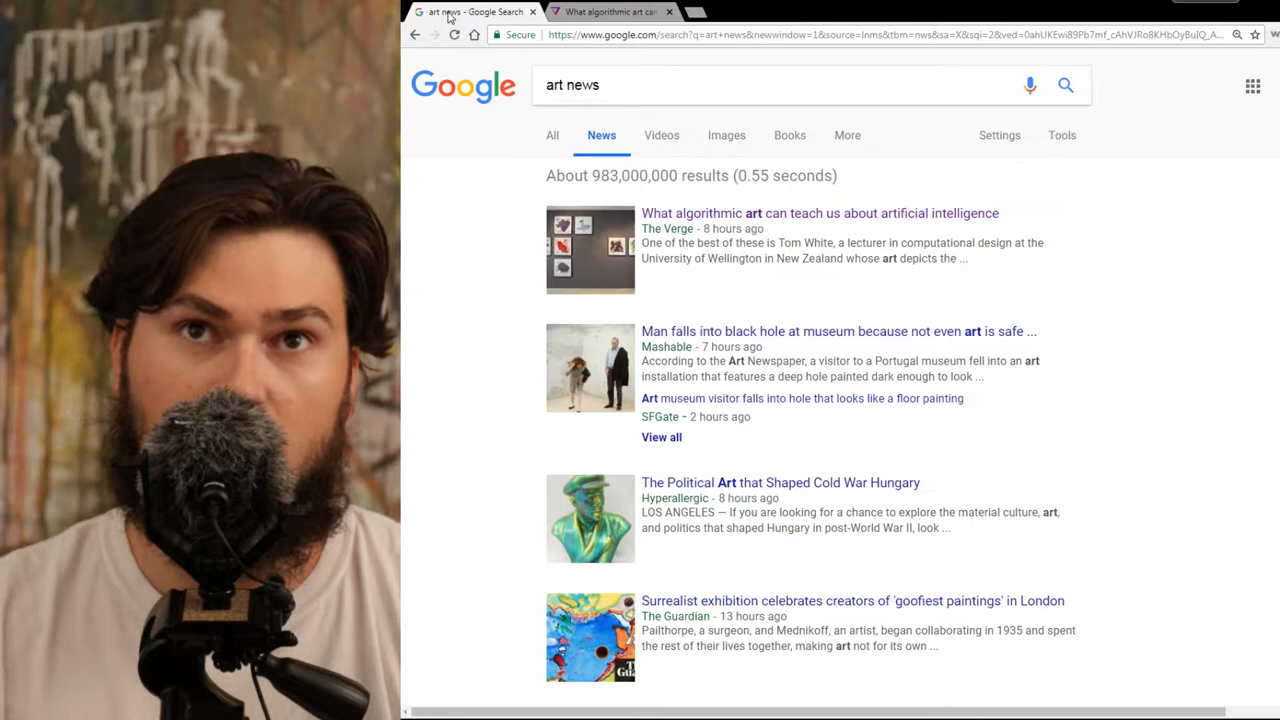 art news - Google Search
What algorithmic art can
Secure
https://www.google.com/search?q=art+news&newwindow=1&source=lnms&tbm=nws&sa=X&sqi=2&ved=0ahUKEwi89Pb7mf_cAhVJRo8KHbOyBuIQ_A...
Google
art news
All News Videos Images Books More Settings Tools
About 983,000,000 results (0.55 seconds)
What algorithmic art can teach us about artificial intelligence
The Verge - 8 hours ago
One of the best of these is Tom White, a lecturer in computational design at the
University of Wellington in New Zealand whose art depicts the ...
Man falls into black hole at museum because not even art is safe ...
Mashable - 7 hours ago
According to the Art Newspaper, a visitor to a Portugal museum fell into an art
installation that features a deep hole painted dark enough to look ...
Art museum visitor falls into hole that looks like a floor painting
SFGate - 2 hours ago
View all
The Political Art that Shaped Cold War Hungary
Hyperallergic - 8 hours ago
LOS ANGELES — If you are looking for a chance to explore the material culture, art,
and politics that shaped Hungary in post-World War II, look ...
Surrealist exhibition celebrates creators of 'goofiest paintings' in London
The Guardian - 13 hours ago
Pailthorpe, a surgeon, and Mednikoff, an artist, began collaborating in 1935 and spent
the rest of their lives together, making art not for its own ...